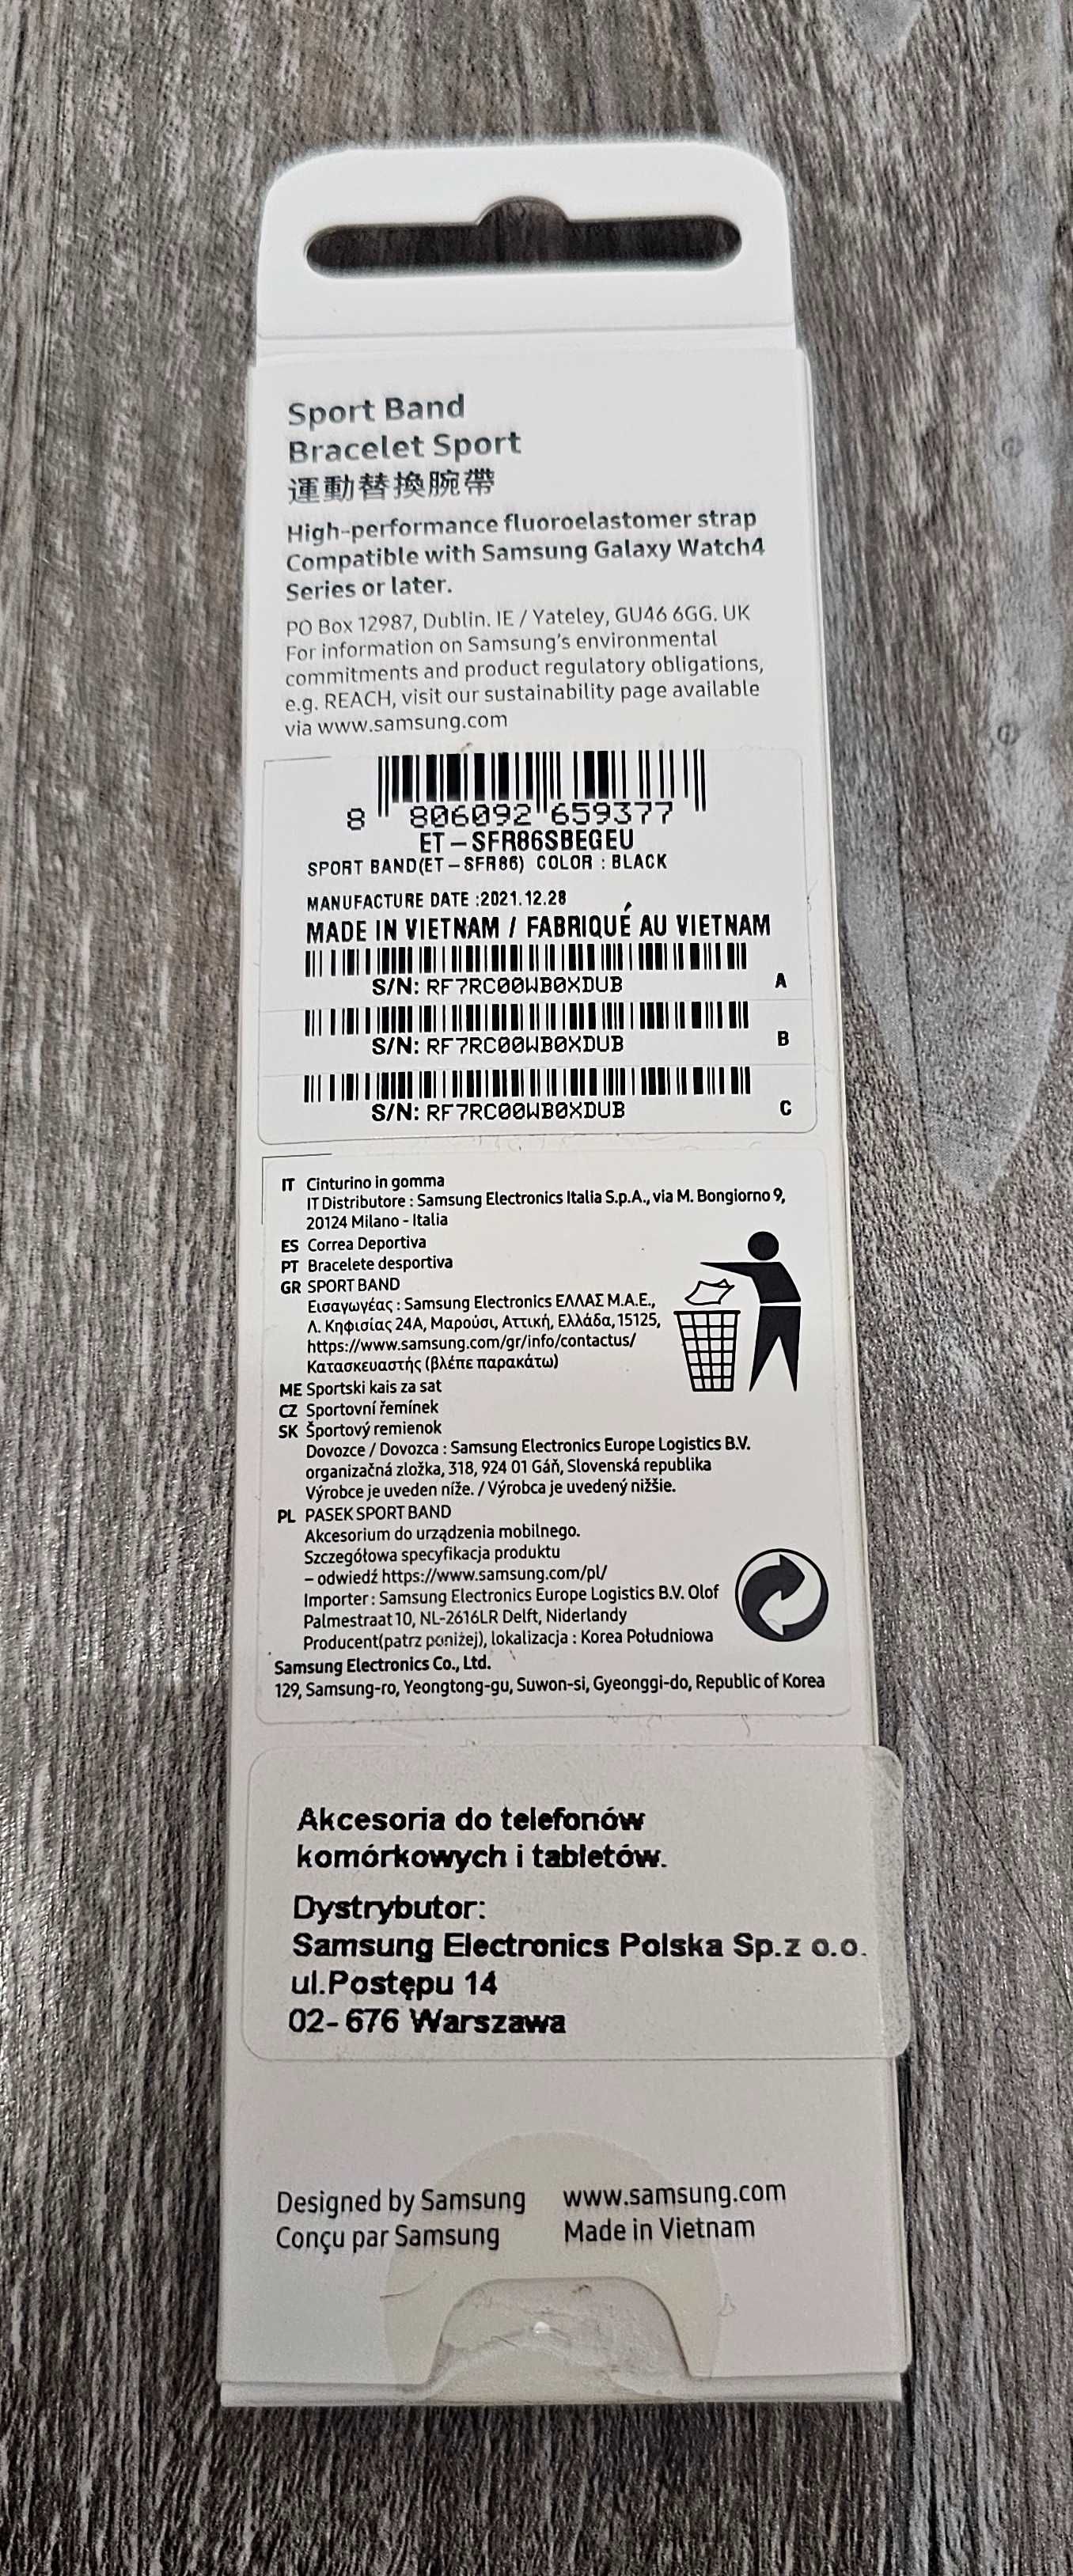 Sport Band
Bracelet Sport
運動替換腕帶
High-performance fluoroelastomer strap
Compatible with Samsung Galaxy Watch4
Series or later.
PO Box 12987, Dublin. IE / Yateley, GU46 6GG. UK
For information on Samsung's environmental
commitments and product regulatory obligations,
e.g. REACH, visit our sustainability page available
via www.samsung.com
8 806092 659377
ET-SFR86SBEGEU
SPORT BAND(ET-SFR86) COLOR : BLACK
MANUFACTURE DATE :2021.12.28
MADE IN VIETNAM / FABRIQUÉ AU VIETNAM
S/N: RF7RC00WB0XDUB A
S/N: RF7RC00WB0XDUB B
S/N: RF7RC00WB0XDUB C
IT Cinturino in gomma
IT Distributore : Samsung Electronics Italia S.p.A., via M. Bongiorno 9,
20124 Milano - Italia
ES Correa Deportiva
PT Bracelete desportiva
GR SPORT BAND
Εισαγωγέας : Samsung Electronics ΕΛΛΑΣ Μ.Α.Ε.,
Λ. Κηφισίας 24Α, Μαρούσι, Αττική, Ελλάδα, 15125,
https://www.samsung.com/gr/info/contactus/
Κατασκευαστής (βλέπε παρακάτω)
ME Sportski kais za sat
CZ Sportovní řemínek
SK Športový remienok
Dovozce / Dovozca : Samsung Electronics Europe Logistics B.V.
organizačná zložka, 318, 924 01 Gáň, Slovenská republika
Výrobce je uveden níže. / Výrobca je uvedený nižšie.
PL PASEK SPORT BAND
Akcesorium do urządzenia mobilnego.
Szczegółowa specyfikacja produktu
– odwiedź https://www.samsung.com/pl/
Importer : Samsung Electronics Europe Logistics B.V. Olof
Palmestraat 10, NL-2616LR Delft, Niderlandy
Producent(patrz poniżej), lokalizacja : Korea Południowa
Samsung Electronics Co., Ltd.
129, Samsung-ro, Yeongtong-gu, Suwon-si, Gyeonggi-do, Republic of Korea
Akcesoria do telefonów
komórkowych i tabletów.
Dystrybutor:
Samsung Electronics Polska Sp.z o.o.
ul.Postępu 14
02-676 Warszawa
Designed by Samsung www.samsung.com
Conçu par Samsung Made in Vietnam